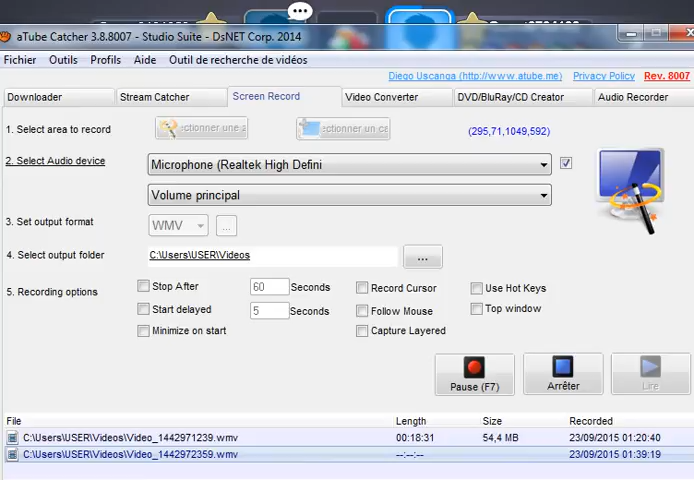 aTube Catcher 3.8.8007 - Studio Suite - DsNET Corp. 2014
Fichier Outils Profils Aide Outil de recherche de vidéos
Diego Uscanga (http://www.atube.me) Privacy Policy Rev. 8007
Downloader Stream Catcher Screen Record Video Converter DVD/BluRay/CD Creator Audio Recorder
1. Select area to record ectionner une (295,71,1049,592)
2. Select Audio device Microphone (Realtek High Defini
Volume principal
3. Set output format WMV ...
4. Select output folder C:\Users\USER\Videos ...
5. Recording options Stop After 60 Seconds Record Cursor Use Hot Keys
Start delayed 5 Seconds Follow Mouse Top window
Minimize on start Capture Layered
Pause (F7) Arrêter Lire
File Length Size Recorded
C:\Users\USER\Videos\Video_1442971239.wmv 00:18:31 54,4 MB 23/09/2015 01:20:40
C:\Users\USER\Videos\Video_1442972359.wmv --:--:-- 23/09/2015 01:39:19